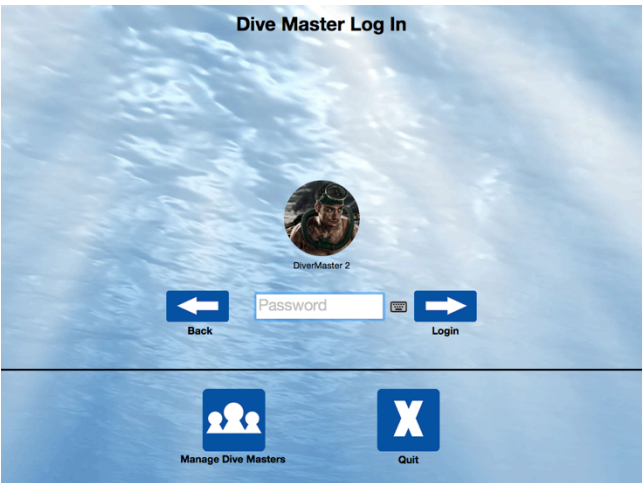 Dive Master Log In
DiverMaster 2
Password
Back
Login
Manage Dive Masters
X
Quit